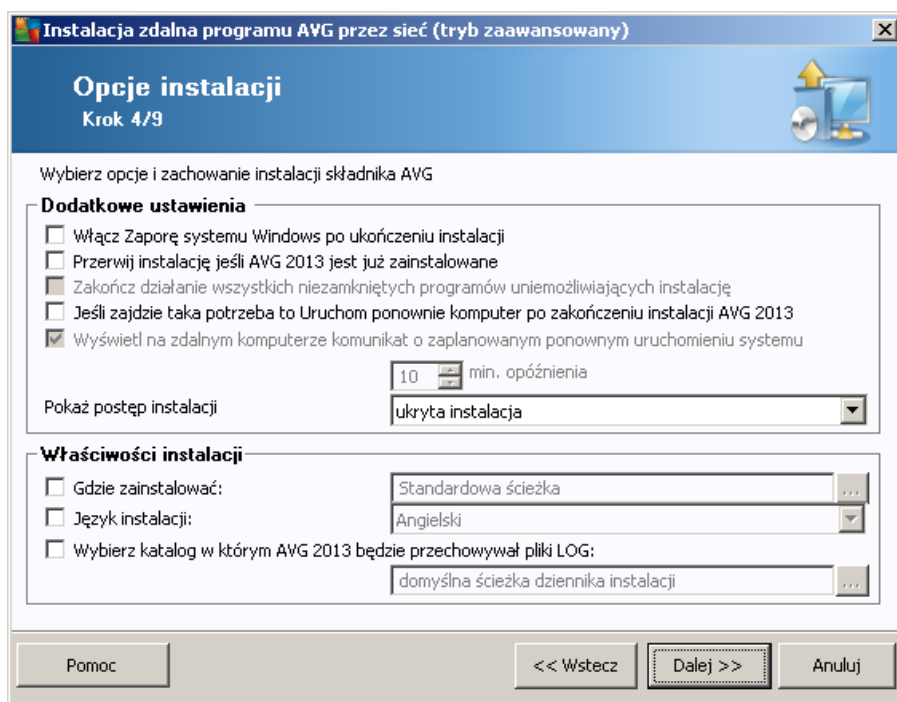 Instalacja zdalna programu AVG przez sieć (tryb zaawansowany)
Opcje instalacji
Krok 4/9
Wybierz opcje i zachowanie instalacji składnika AVG
Dodatkowe ustawienia
Włącz Zaporę systemu Windows po ukończeniu instalacji
Przerwij instalację jeśli AVG 2013 jest już zainstalowane
Zakończ działanie wszystkich niezamkniętych programów uniemożliwiających instalację
Jeśli zajdzie taka potrzeba to Uruchom ponownie komputer po zakończeniu instalacji AVG 2013
Wyświetl na zdalnym komputerze komunikat o zaplanowanym ponownym uruchomieniu systemu
10 min. opóźnienia
Pokaż postęp instalacji ukryta instalacja
Właściwości instalacji
Gdzie zainstalować: Standardowa ścieżka ...
Język instalacji: Angielski
Wybierz katalog w którym AVG 2013 będzie przechowywał pliki LOG:
domyślna ścieżka dziennika instalacji ...
Pomoc << Wstecz Dalej >> Anuluj